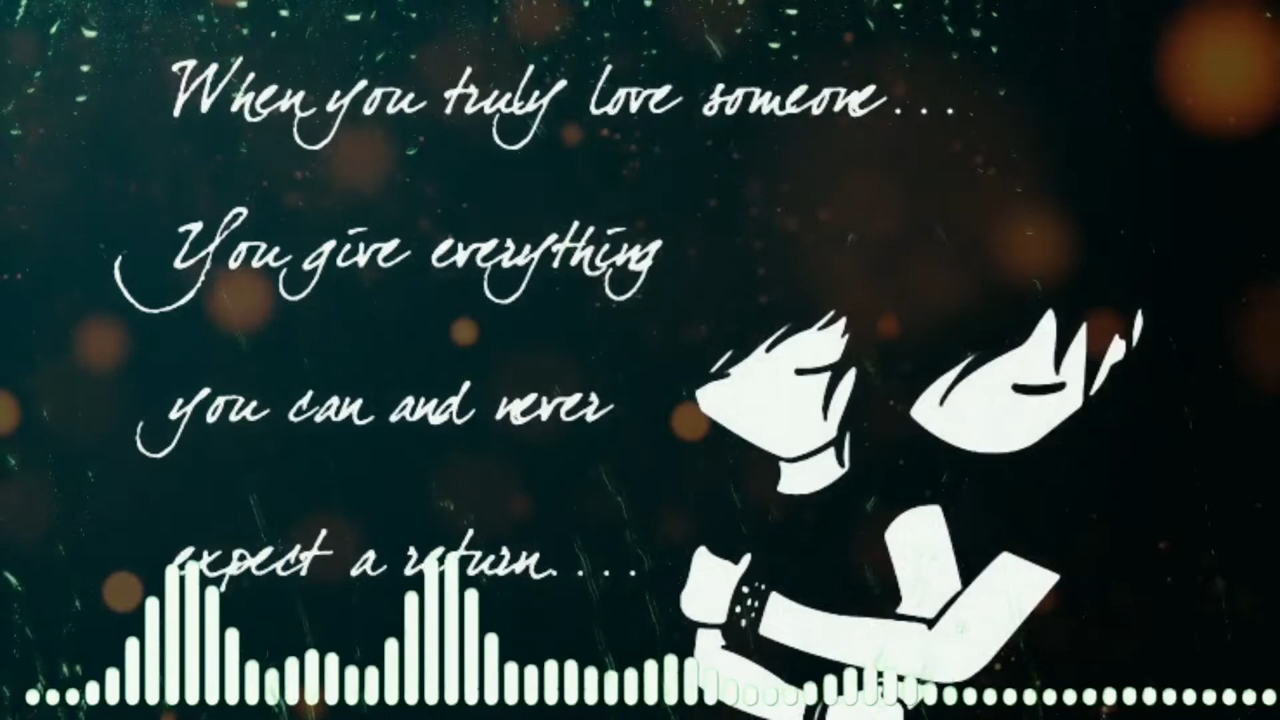 When you truly love someone...
You give everything
you can and never
expect a return....